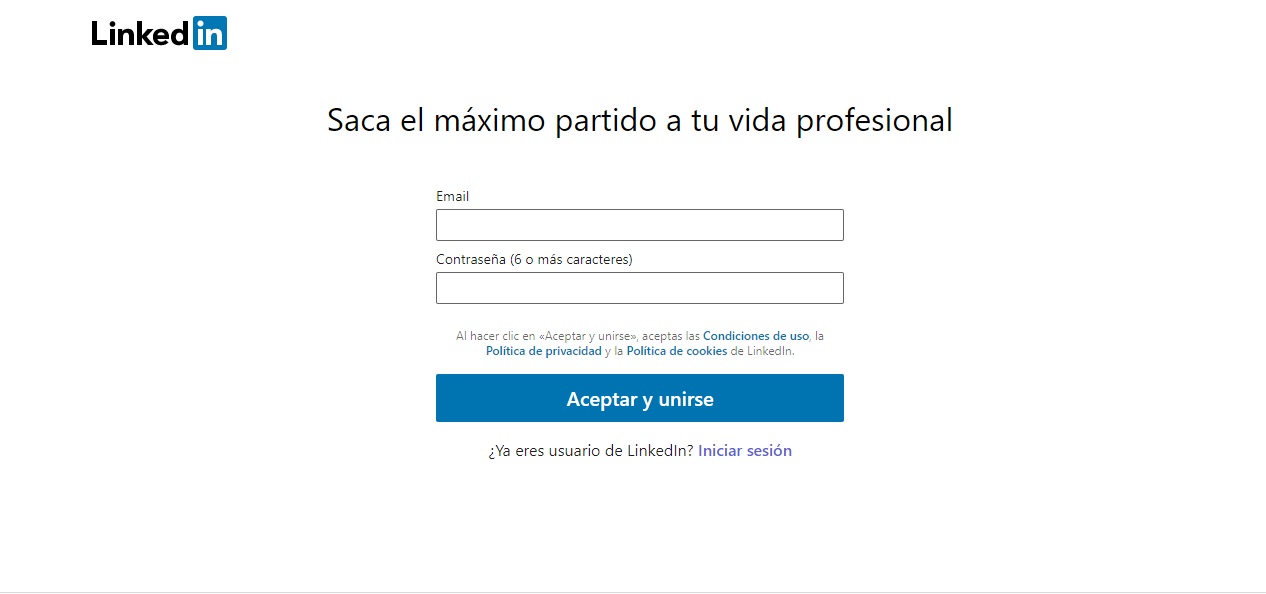 Linked in
Saca el máximo partido a tu vida profesional
Email
Contraseña (6 o más caracteres)
Al hacer clic en «Aceptar y unirse», aceptas las Condiciones de uso, la
Política de privacidad y la Política de cookies de LinkedIn.
Aceptar y unirse
¿Ya eres usuario de LinkedIn? Iniciar sesión